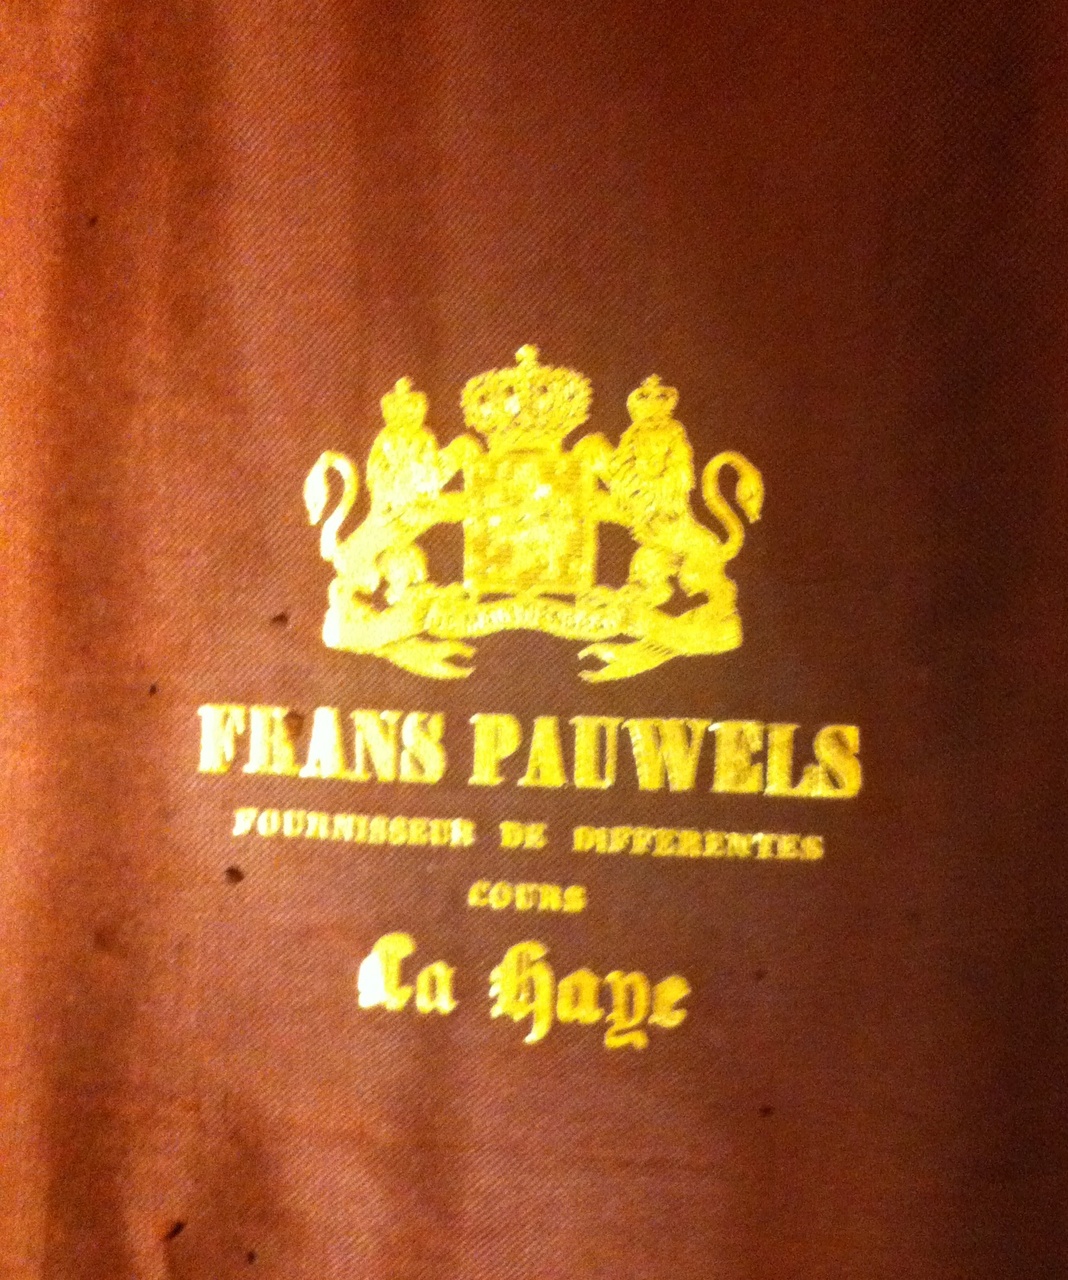 FRANS PAUWELS
FOURNISSEUR DE DIFFERENTES
COURS
La Haye